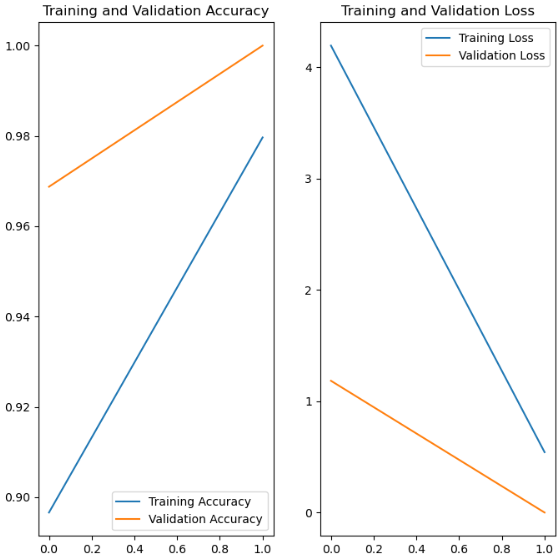 Training and Validation Accuracy
1.00
0.98
0.96
0.94
0.92
0.90
Training Accuracy
Validation Accuracy
0.0 0.2 0.4 0.6 0.8 1.0
Training and Validation Loss
Training Loss
Validation Loss
4
3
2
1
0
0.0 0.2 0.4 0.6 0.8 1.0